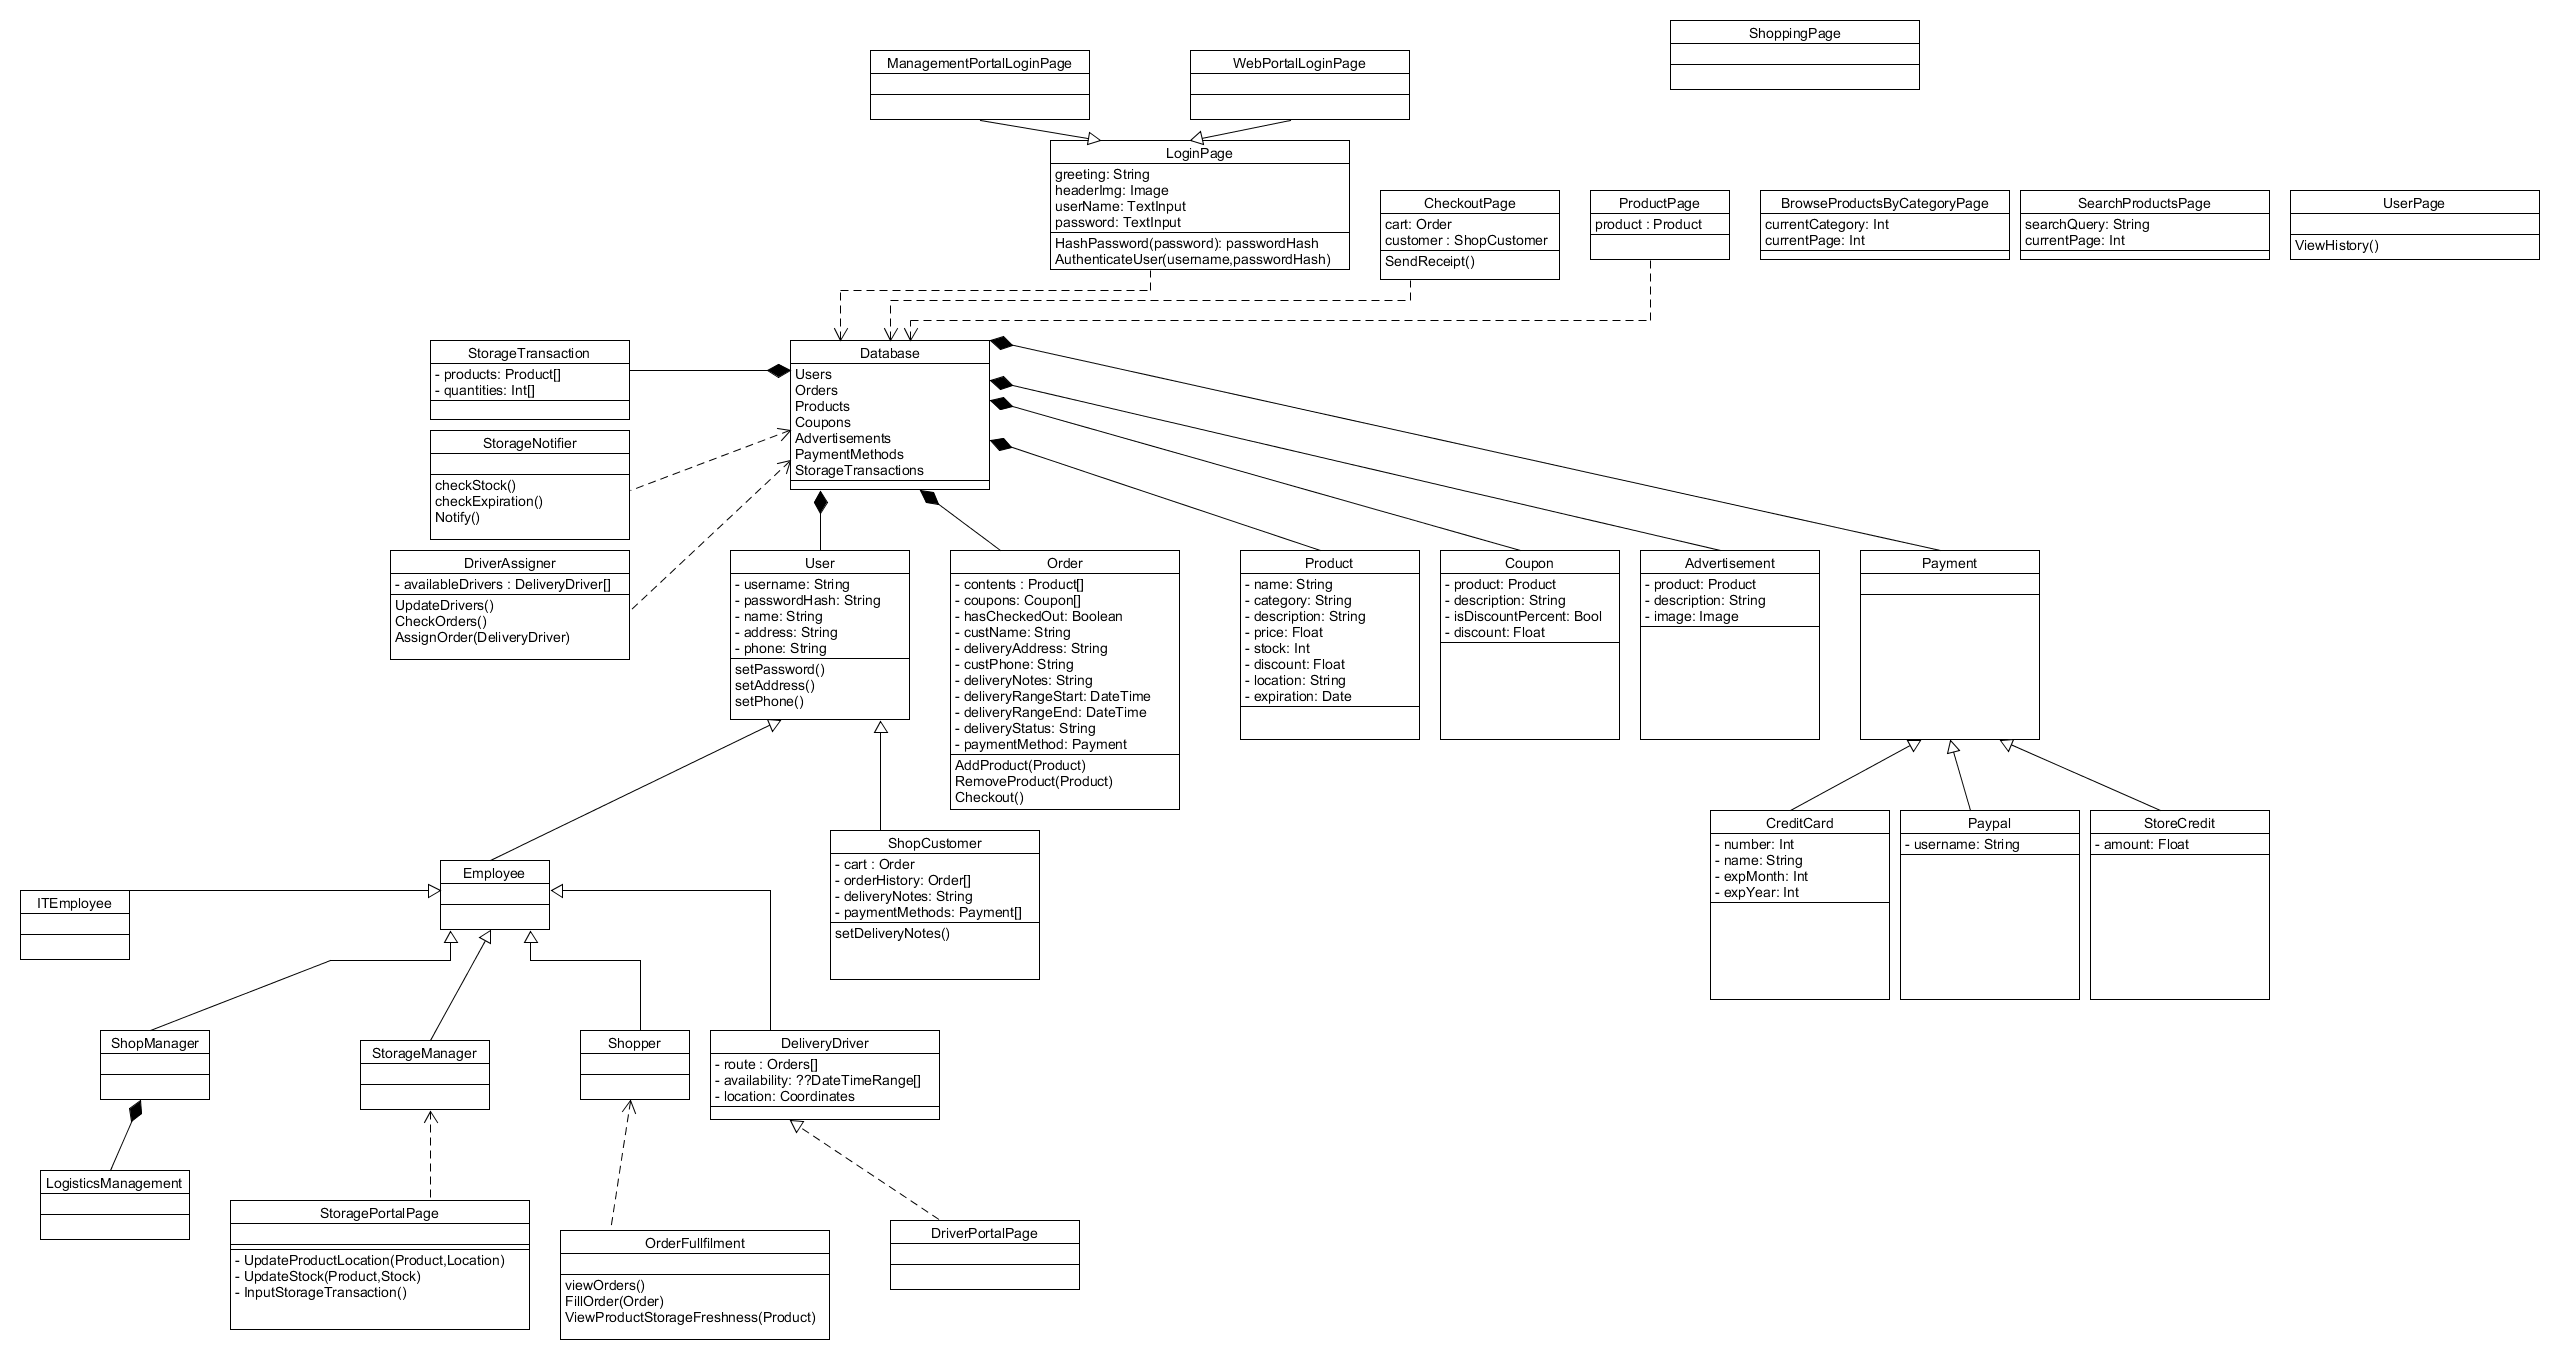 ShoppingPage
ManagementPortalLoginPage
WebPortalLoginPage
LoginPage
greeting: String
headerImg: Image
userName: TextInput
password: TextInput
HashPassword(password): passwordHash
AuthenticateUser(username,passwordHash)
CheckoutPage
cart: Order
customer : ShopCustomer
SendReceipt()
ProductPage
product : Product
BrowseProductsByCategoryPage
currentCategory: Int
currentPage: Int
SearchProductsPage
searchQuery: String
currentPage: Int
UserPage
ViewHistory()
StorageTransaction
- products: Product[]
- quantities: Int[]
Database
Users
Orders
Products
Coupons
Advertisements
PaymentMethods
StorageTransactions
StorageNotifier
checkStock()
checkExpiration()
Notify()
DriverAssigner
- availableDrivers : DeliveryDriver[]
UpdateDrivers()
CheckOrders()
AssignOrder(DeliveryDriver)
User
- username: String
- passwordHash: String
- name: String
- address: String
- phone: String
setPassword()
setAddress()
setPhone()
Order
- contents : Product[]
- coupons: Coupon[]
- hasCheckedOut: Boolean
- custName: String
- deliveryAddress: String
- custPhone: String
- deliveryNotes: String
- deliveryRangeStart: DateTime
- deliveryRangeEnd: DateTime
- deliveryStatus: String
- paymentMethod: Payment
AddProduct(Product)
RemoveProduct(Product)
Checkout()
Product
- name: String
- category: String
- description: String
- price: Float
- stock: Int
- discount: Float
- location: String
- expiration: Date
Coupon
- product: Product
- description: String
- isDiscountPercent: Bool
- discount: Float
Advertisement
- product: Product
- description: String
- image: Image
Payment
CreditCard
- number: Int
- name: String
- expMonth: Int
- expYear: Int
Paypal
- username: String
StoreCredit
- amount: Float
ShopCustomer
- cart : Order
- orderHistory: Order[]
- deliveryNotes: String
- paymentMethods: Payment[]
setDeliveryNotes()
Employee
ITEmployee
ShopManager
StorageManager
Shopper
DeliveryDriver
- route : Orders[]
- availability: ??DateTimeRange[]
- location: Coordinates
LogisticsManagement
StoragePortalPage
- UpdateProductLocation(Product,Location)
- UpdateStock(Product,Stock)
- InputStorageTransaction()
OrderFullfilment
viewOrders()
FillOrder(Order)
ViewProductStorageFreshness(Product)
DriverPortalPage